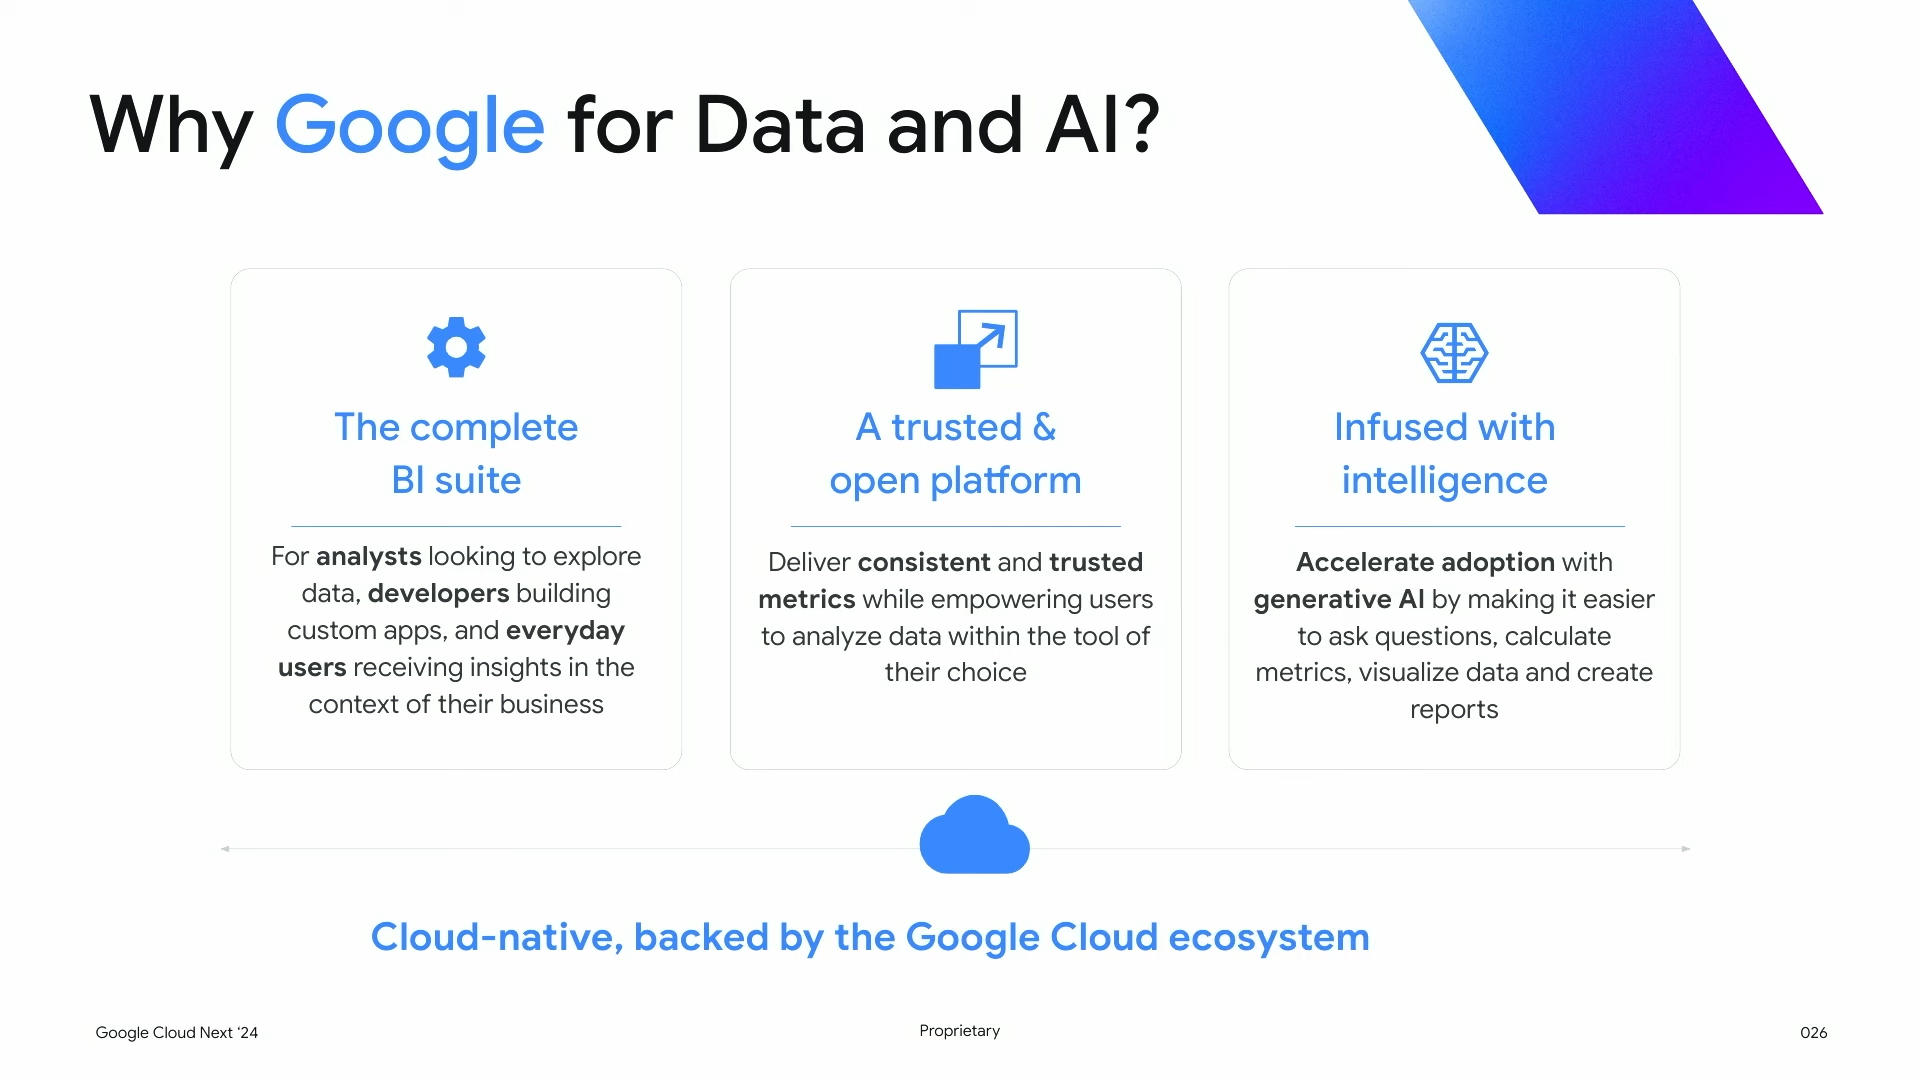 Why Google for Data and AI?
The complete
BI suite
For analysts looking to explore
data, developers building
custom apps, and everyday
users receiving insights in the
context of their business
A trusted &
open platform
Deliver consistent and trusted
metrics while empowering users
to analyze data within the tool of
their choice
Infused with
intelligence
Accelerate adoption with
generative AI by making it easier
to ask questions, calculate
metrics, visualize data and create
reports
Cloud-native, backed by the Google Cloud ecosystem
Google Cloud Next ‘24
Proprietary
026